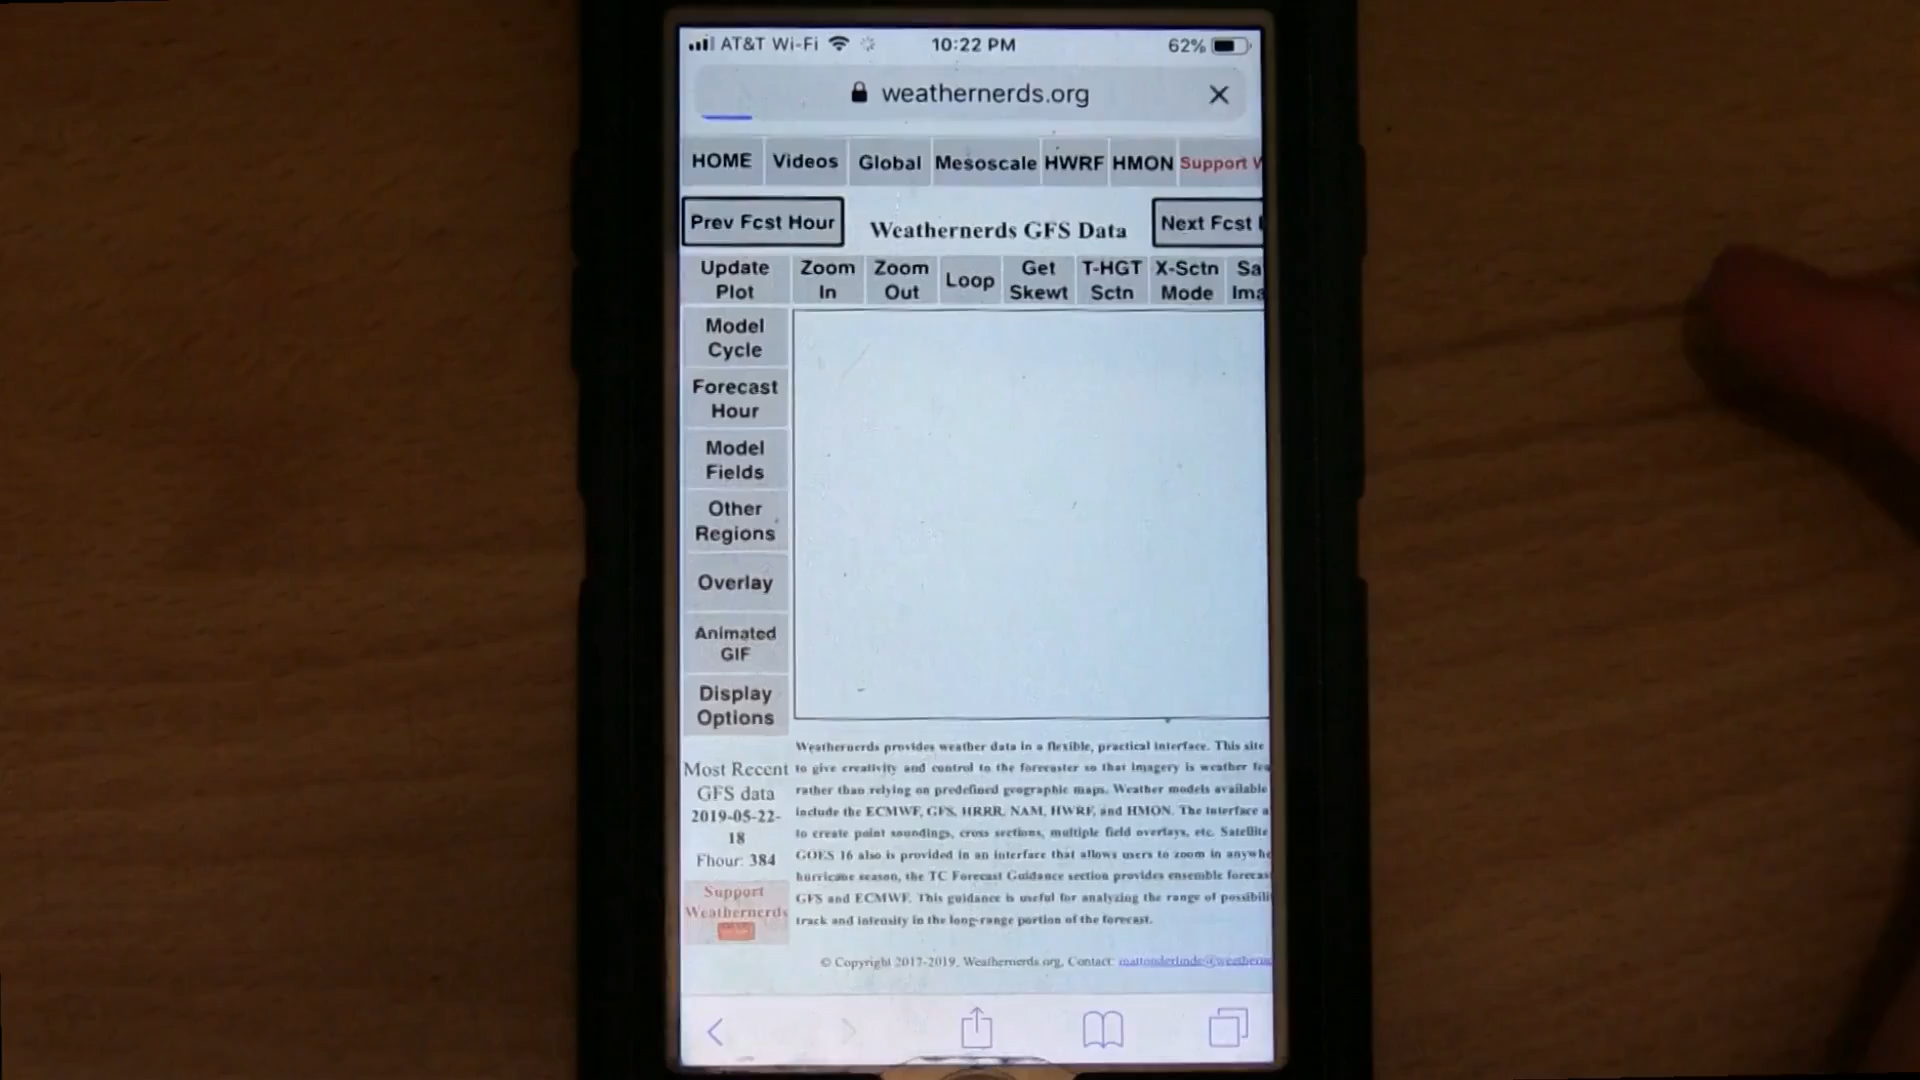 AT&T Wi-Fi 10:22 PM 62%
weathernerds.org
HOME Videos Global Mesoscale HWRF HMON Support W
Prev Fcst Hour Weathernerds GFS Data Next Fcst
Update Plot Zoom In Zoom Out Loop Get Skewt T-HGT Sctn X-Sctn Mode Sa Ima
Model
Cycle
Forecast
Hour
Model
Fields
Other
Regions
Overlay
Animated
GIF
Display
Options
Most Recent
GFS data
2019-05-22-
18
Fhour: 384
Support
Weathernerds
Weathernerds provides weather data in a flexible, practical interface. This site
to give creativity and control to the forecaster so that imagery is weather fea
rather than relying on predefined geographic maps. Weather models available
include the ECMWF, GFS, HRRR, NAM, HWRF, and HMON. The interface a
to create point soundings, cross sections, multiple field overlays, etc. Satellite
GOES 16 also is provided in an interface that allows users to zoom in anywhe
hurricane season, the TC Forecast Guidance section provides ensemble forecas
GFS and ECMWF. This guidance is useful for analyzing the range of possibili
track and intensity in the long-range portion of the forecast.
© Copyright 2017-2019, Weathernerds.org, Contact: